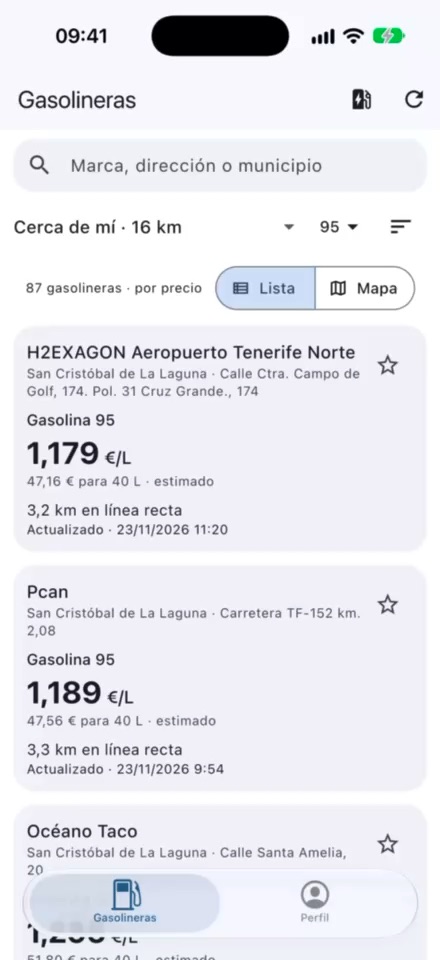 09:41
Gasolineras
Marca, dirección o municipio
Cerca de mí · 16 km
95
87 gasolineras · por precio
Lista
Mapa
H2EXAGON Aeropuerto Tenerife Norte
San Cristóbal de La Laguna · Calle Ctra. Campo de
Golf, 174. Pol. 31 Cruz Grande., 174
Gasolina 95
1,179 €/L
47,16 € para 40 L · estimado
3,2 km en línea recta
Actualizado · 23/11/2026 11:20
Pcan
San Cristóbal de La Laguna · Carretera TF-152 km.
2,08
Gasolina 95
1,189 €/L
47,56 € para 40 L · estimado
3,3 km en línea recta
Actualizado · 23/11/2026 9:54
Océano Taco
San Cristóbal de La Laguna · Calle Santa Amelia,
20
Gasolineras
Perfil
€/L
51,80 € para 40 L · estimado